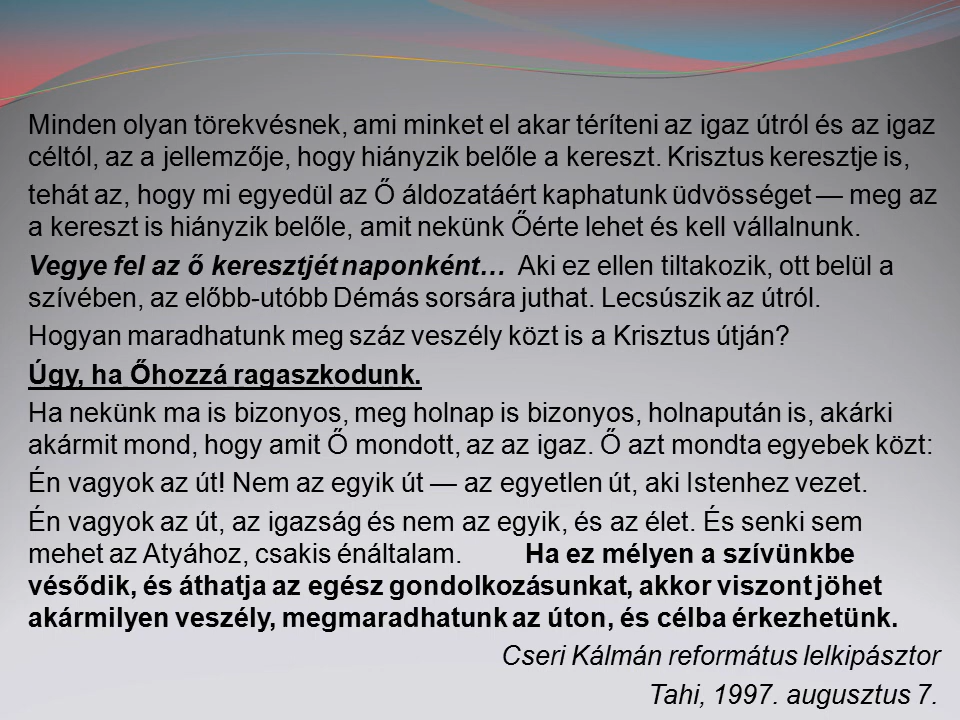 Minden olyan törekvésnek, ami minket el akar téríteni az igaz útról és az igaz
céltól, az a jellemzője, hogy hiányzik belőle a kereszt. Krisztus keresztje is,
tehát az, hogy mi egyedül az Ő áldozatáért kaphatunk üdvösséget — meg az
a kereszt is hiányzik belőle, amit nekünk Őérte lehet és kell vállalnunk.
Vegye fel az ő keresztjét naponként… Aki ez ellen tiltakozik, ott belül a
szívében, az előbb-utóbb Démás sorsára juthat. Lecsúszik az útról.
Hogyan maradhatunk meg száz veszély közt is a Krisztus útján?
Úgy, ha Őhozzá ragaszkodunk.
Ha nekünk ma is bizonyos, meg holnap is bizonyos, holnapután is, akárki
akármit mond, hogy amit Ő mondott, az az igaz. Ő azt mondta egyebek közt:
Én vagyok az út! Nem az egyik út — az egyetlen út, aki Istenhez vezet.
Én vagyok az út, az igazság és nem az egyik, és az élet. És senki sem
mehet az Atyához, csakis énáltalam. Ha ez mélyen a szívünkbe
vésődik, és áthatja az egész gondolkozásunkat, akkor viszont jöhet
akármilyen veszély, megmaradhatunk az úton, és célba érkezhetünk.
Cseri Kálmán református lelkipásztor
Tahi, 1997. augusztus 7.